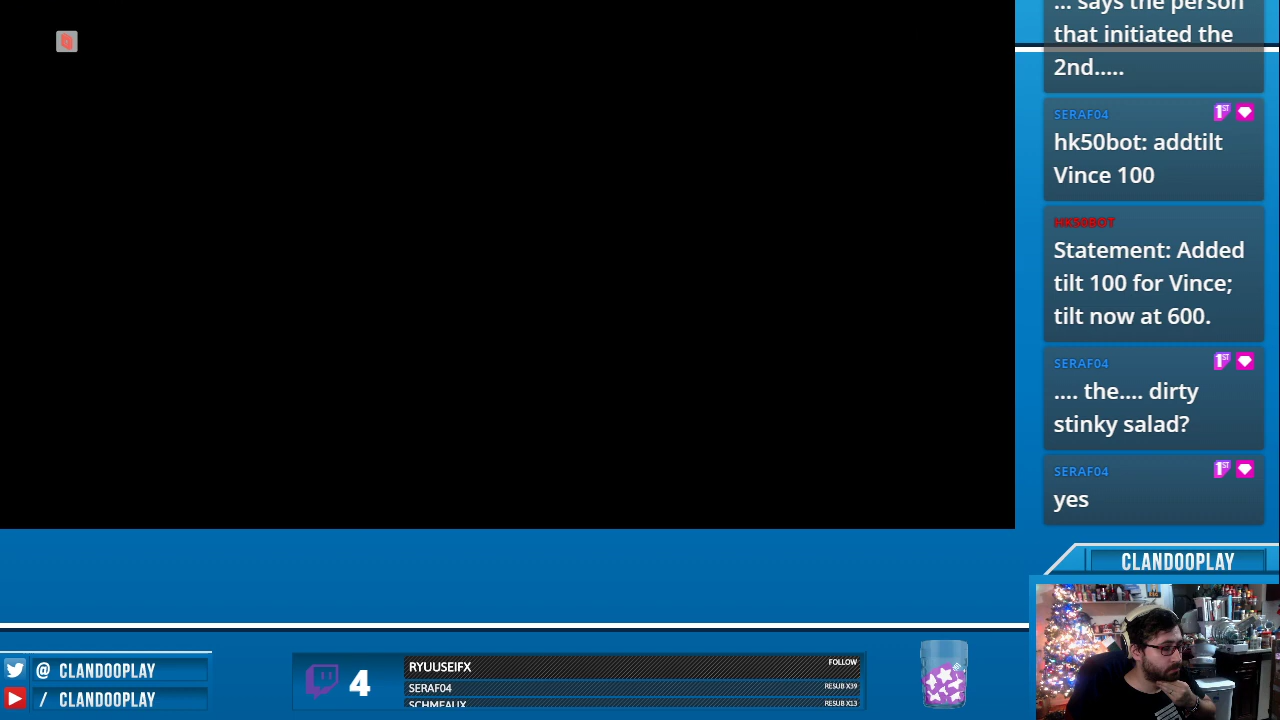 ... says the person
that initiated the
2nd.....
SERAF04
hk50bot: addtilt
Vince 100
HK50BOT
Statement: Added
tilt 100 for Vince;
tilt now at 600.
SERAF04
.... the.... dirty
stinky salad?
SERAF04
yes
CLANDOOPLAY
@ CLANDOOPLAY
/ CLANDOOPLAY
4
RYUUSEIFX FOLLOW
SERAF04 RESUB X39
SCHMEAUX RESUB X13